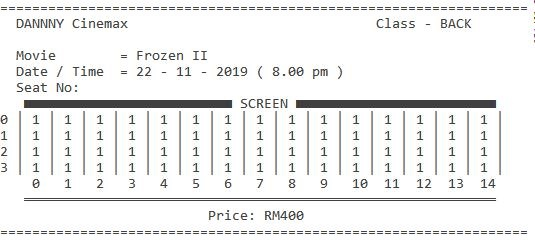 DANNNY Cinemax Class - BACK
Movie = Frozen II
Date / Time = 22 - 11 - 2019 ( 8.00 pm )
Seat No:
SCREEN
0 | 1 | 1 | 1 | 1 | 1 | 1 | 1 | 1 | 1 | 1 | 1 | 1 | 1 | 1 | 1 |
1 | 1 | 1 | 1 | 1 | 1 | 1 | 1 | 1 | 1 | 1 | 1 | 1 | 1 | 1 | 1 |
2 | 1 | 1 | 1 | 1 | 1 | 1 | 1 | 1 | 1 | 1 | 1 | 1 | 1 | 1 | 1 |
3 | 1 | 1 | 1 | 1 | 1 | 1 | 1 | 1 | 1 | 1 | 1 | 1 | 1 | 1 | 1 |
0 1 2 3 4 5 6 7 8 9 10 11 12 13 14
Price: RM400